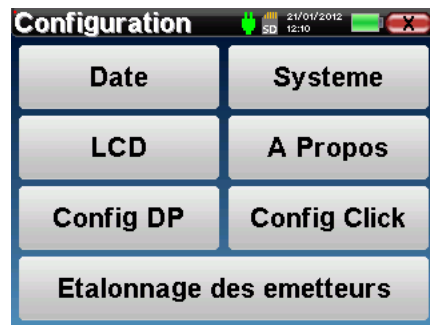 Configuration SD 21/01/2012 X
12:10
Date Systeme
LCD A Propos
Config DP Config Click
Etalonnage des emetteurs